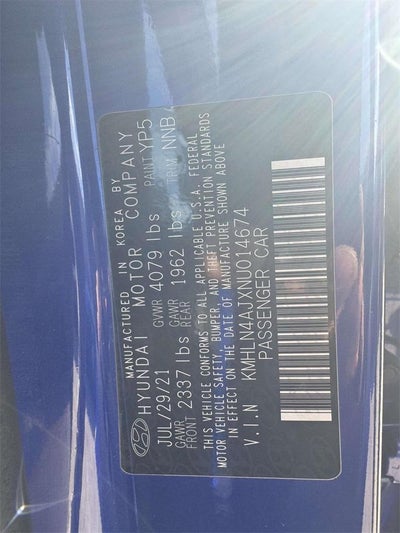 MANUFACTURED IN KOREA BY
HYUNDAI MOTOR COMPANY
JUL/29/21 GVWR 4079 lbs PAINT YP5
GAWR FRONT 2337 lbs GAWR REAR 1962 lbs TRIM NNB
THIS VEHICLE CONFORMS TO ALL APPLICABLE U.S.A. FEDERAL
MOTOR VEHICLE SAFETY, BUMPER, AND THEFT PREVENTION STANDARDS
IN EFFECT ON THE DATE OF MANUFACTURE SHOWN ABOVE
V.I.N KMHLN4AJXNU014674
PASSENGER CAR